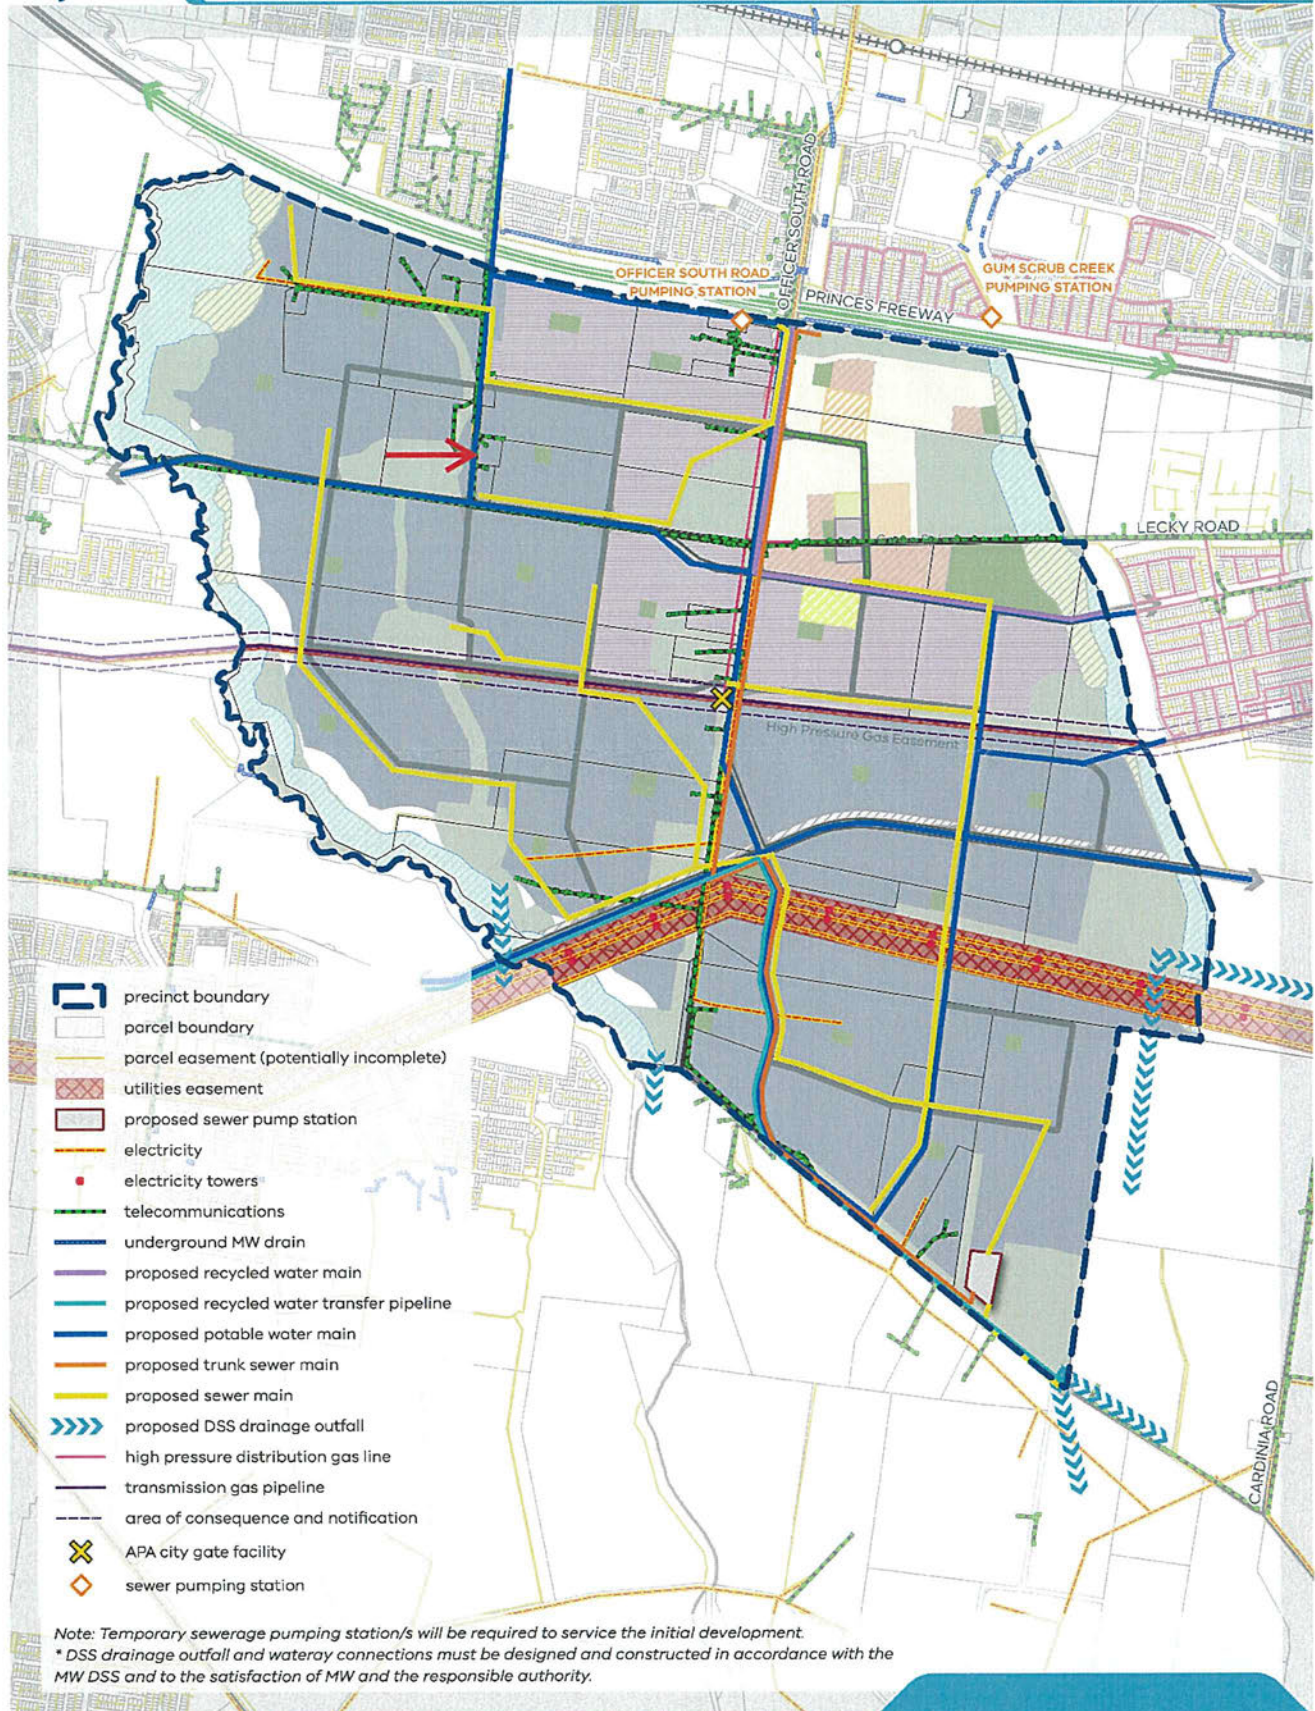 OFFICER SOUTH ROAD
OFFICER SOUTH ROAD
PUMPING STATION
GUM SCRUB CREEK
PUMPING STATION
PRINCES FREEWAY
LECKY ROAD
High Pressure Gas Easement
precinct boundary
parcel boundary
parcel easement (potentially incomplete)
utilities easement
proposed sewer pump station
electricity
electricity towers
telecommunications
underground MW drain
proposed recycled water main
proposed recycled water transfer pipeline
proposed potable water main
proposed trunk sewer main
proposed sewer main
proposed DSS drainage outfall
high pressure distribution gas line
transmission gas pipeline
area of consequence and notification
APA city gate facility
sewer pumping station
CARDINIA ROAD
Note: Temporary sewerage pumping station/s will be required to service the initial development.
* DSS drainage outfall and wateray connections must be designed and constructed in accordance with the
MW DSS and to the satisfaction of MW and the responsible authority.